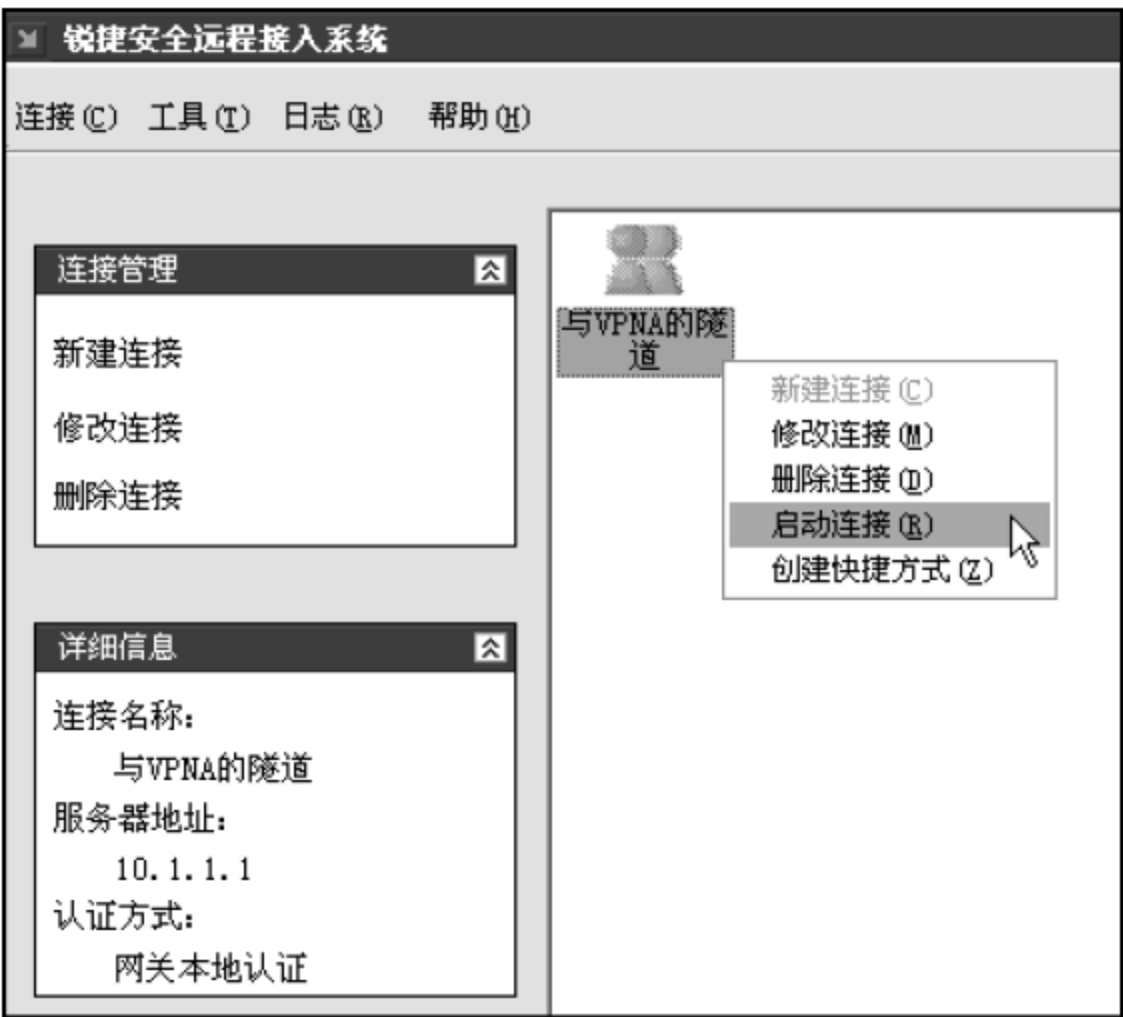 锐捷安全远程接入系统
连接(C) 工具(T) 日志(R) 帮助(H)
连接管理
新建连接
修改连接
删除连接
详细信息
连接名称:
与VPNA的隧道
服务器地址:
10.1.1.1
认证方式:
网关本地认证
与VPNA的隧
道
新建连接(C)
修改连接(M)
删除连接(D)
启动连接(R)
创建快捷方式(Z)